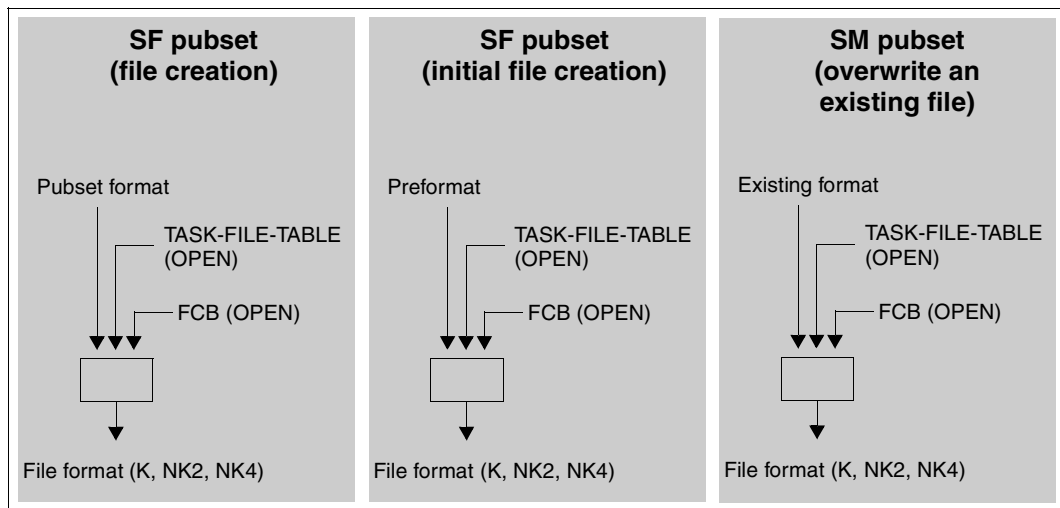 SF pubset
(file creation)
Pubset format
TASK-FILE-TABLE
(OPEN)
FCB (OPEN)
File format (K, NK2, NK4)
SF pubset
(initial file creation)
Preformat
TASK-FILE-TABLE
(OPEN)
FCB (OPEN)
File format (K, NK2, NK4)
SM pubset
(overwrite an
existing file)
Existing format
TASK-FILE-TABLE
(OPEN)
FCB (OPEN)
File format (K, NK2, NK4)